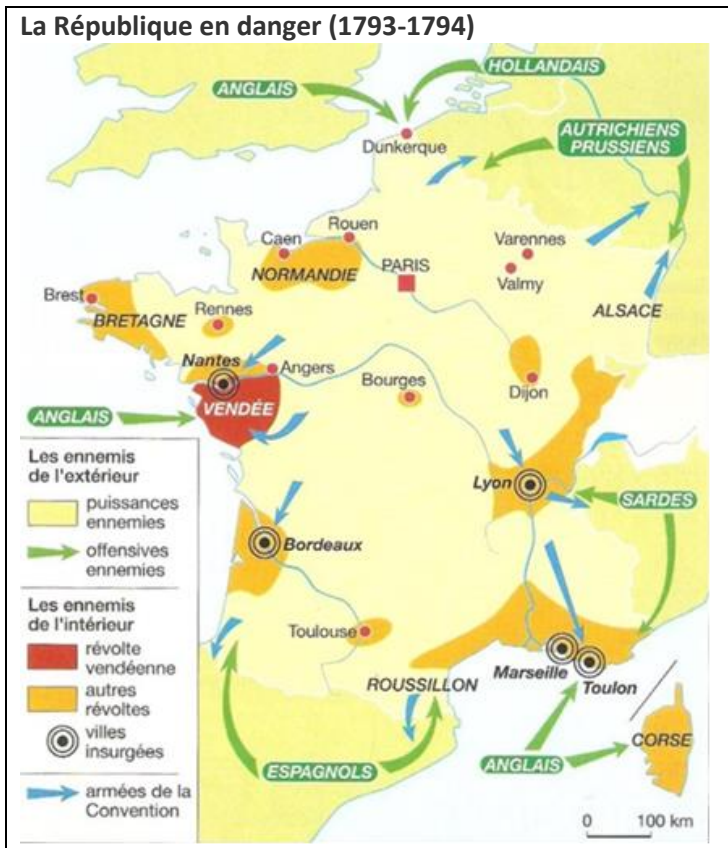 La République en danger (1793-1794)
HOLLANDAIS
ANGLAIS
Dunkerque
AUTRICHIENS
PRUSSIENS
Rouen
Caen
NORMANDIE
PARIS
Varennes
Valmy
Brest
BRETAGNE
Rennes
ALSACE
Nantes
Angers
VENDÉE
Bourges
Dijon
ANGLAIS
Les ennemis
de l'extérieur
puissances
ennemies
offensives
ennemies
Les ennemis
de l'intérieur
révolte
vendéenne
autres
révoltes
villes
insurgées
armées de la
Convention
Lyon
SARDES
Bordeaux
Toulouse
ROUSSILLON
Marseille
Toulon
CORSE
ESPAGNOLS
ANGLAIS
0 100 km